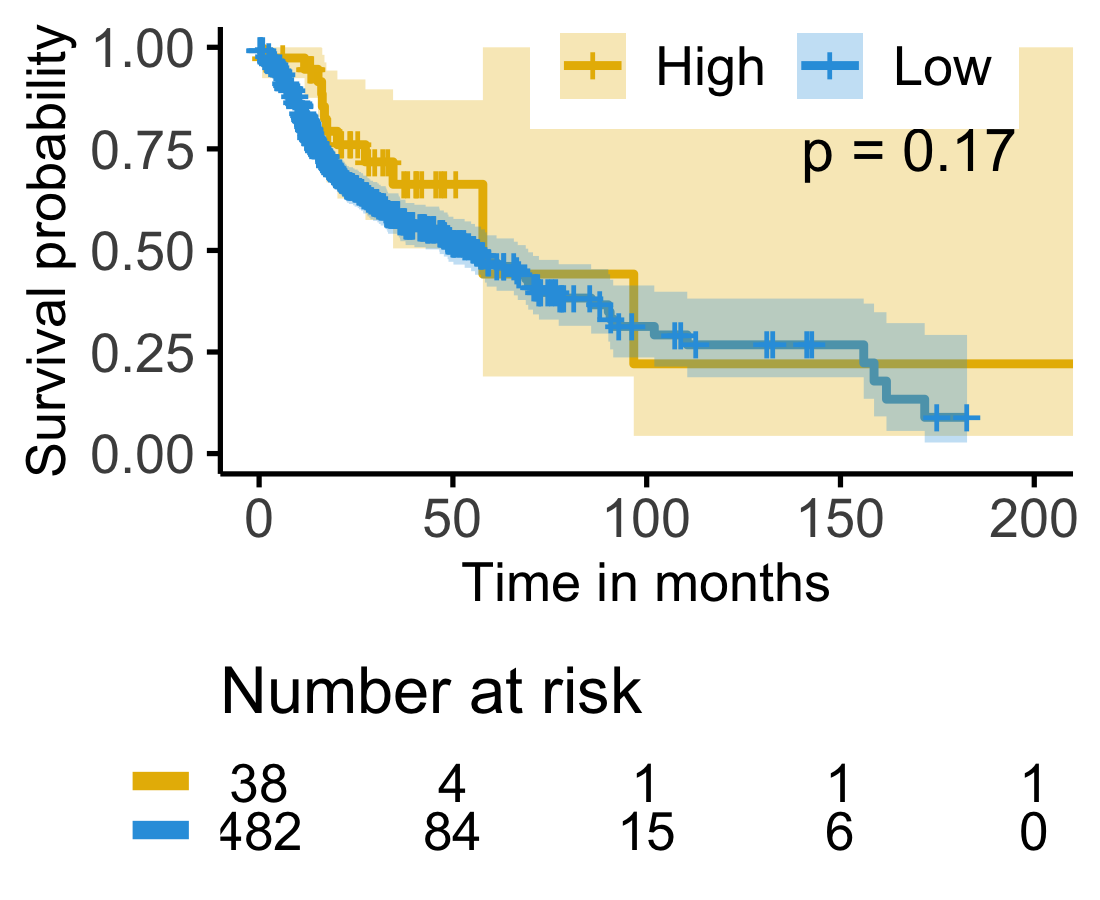 Survival probability
1.00
0.75
0.50
0.25
0.00
High Low
p = 0.17
0 50 100 150 200
Time in months
Number at risk
38 4 1 1 1
482 84 15 6 0